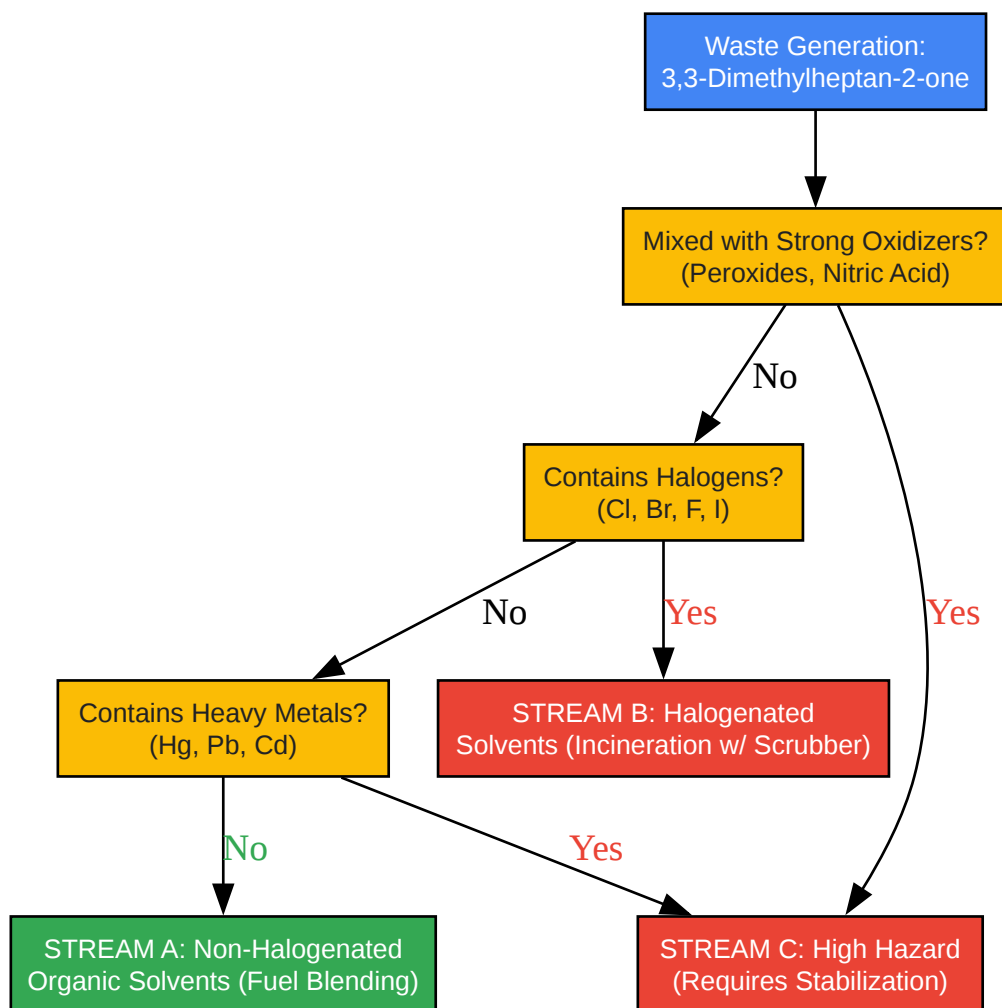 Waste Generation:
3,3-Dimethylheptan-2-one
Mixed with Strong Oxidizers?
(Peroxides, Nitric Acid)
No
Contains Halogens?
(Cl, Br, F, I)
No
Yes
Yes
Contains Heavy Metals?
(Hg, Pb, Cd)
STREAM B: Halogenated
Solvents (Incineration w/ Scrubber)
No
Yes
STREAM A: Non-Halogenated
Organic Solvents (Fuel Blending)
STREAM C: High Hazard
(Requires Stabilization)